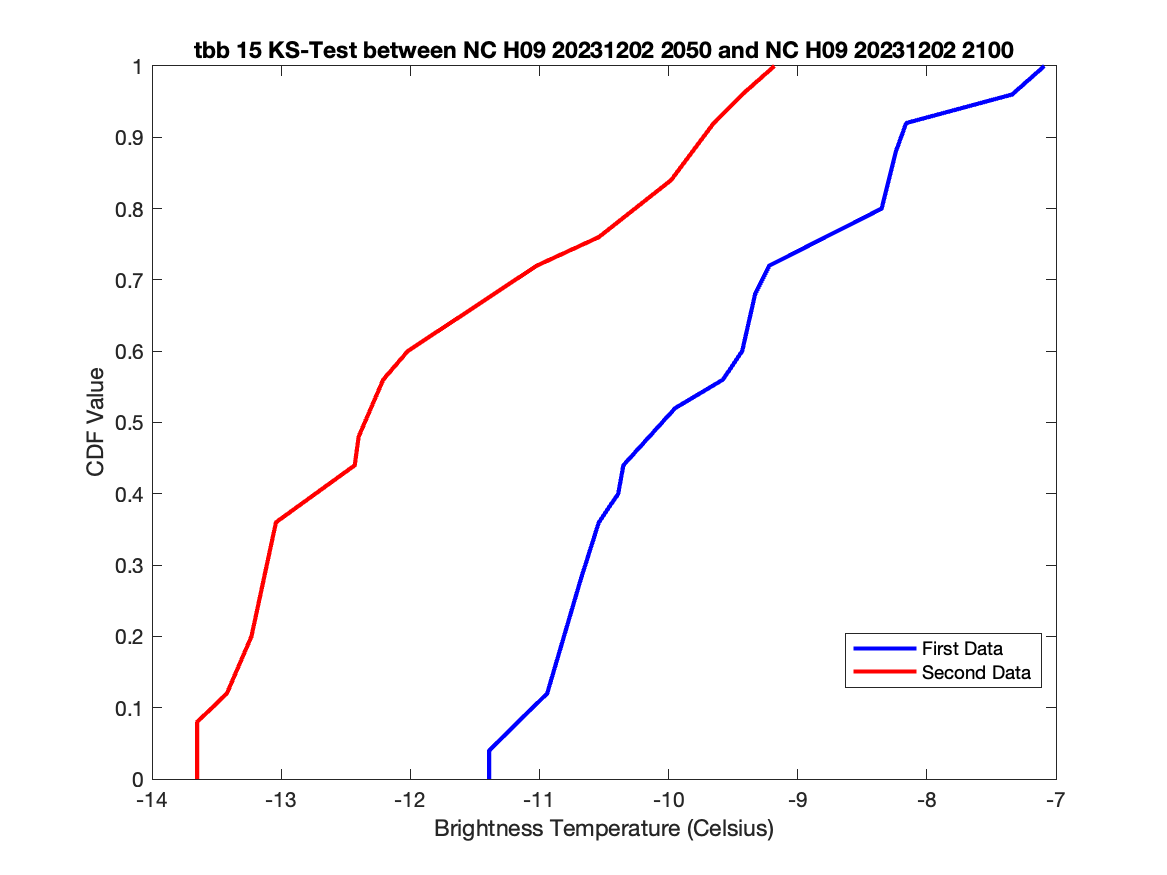 tbb 15 KS-Test between NC H09 20231202 2050 and NC H09 20231202 2100
1
0.9
0.8
0.7
0.6
0.5
0.4
0.3
0.2
0.1
0
CDF Value
First Data
Second Data
-14 -13 -12 -11 -10 -9 -8 -7
Brightness Temperature (Celsius)